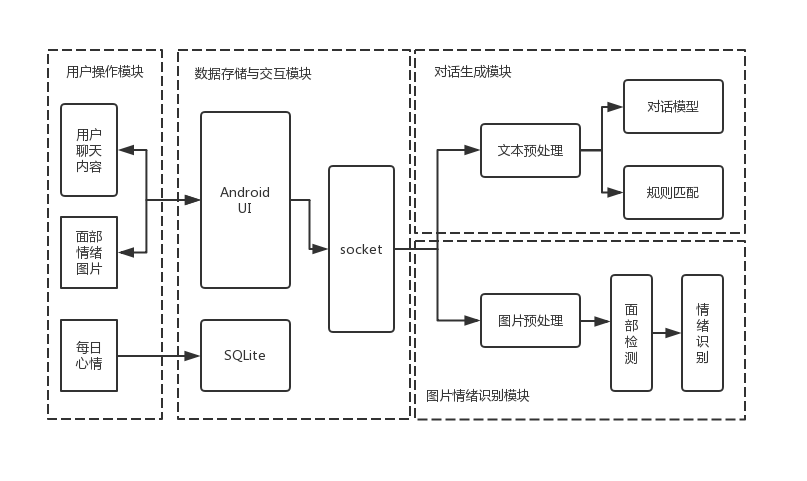 用户操作模块
用户
聊天
内容
面部
情绪
图片
每日
心情
数据存储与交互模块
Android
UI
SQLite
socket
对话生成模块
文本预处理
对话模型
规则匹配
图片预处理
面
部
检
测
情
绪
识
别
图片情绪识别模块